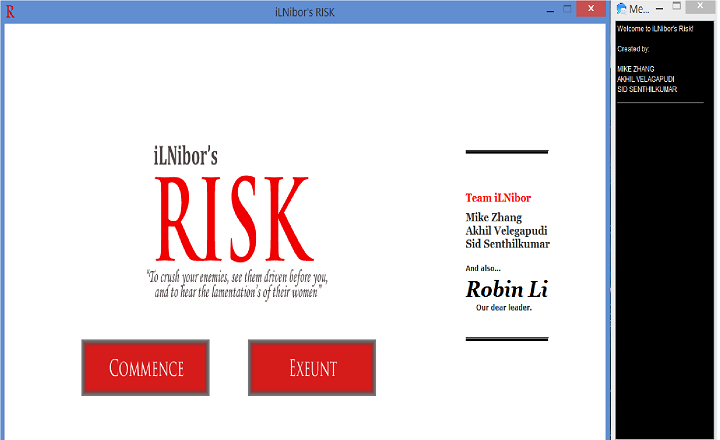 R
iLNibor's RISK
iLNibor's
RISK
"To crush your enemies, see them driven before you,
and to hear the lamentation's of their women"
COMMENCE
EXEUNT
Team iLNibor
Mike Zhang
Akhil Velegapudi
Sid Senthilkumar
And also...
Robin Li
Our dear leader.
Me...
Welcome to iLNibor's Risk!
Created by:
MIKE ZHANG
AKHIL VELAGAPUDI
SID SENTHILKUMAR